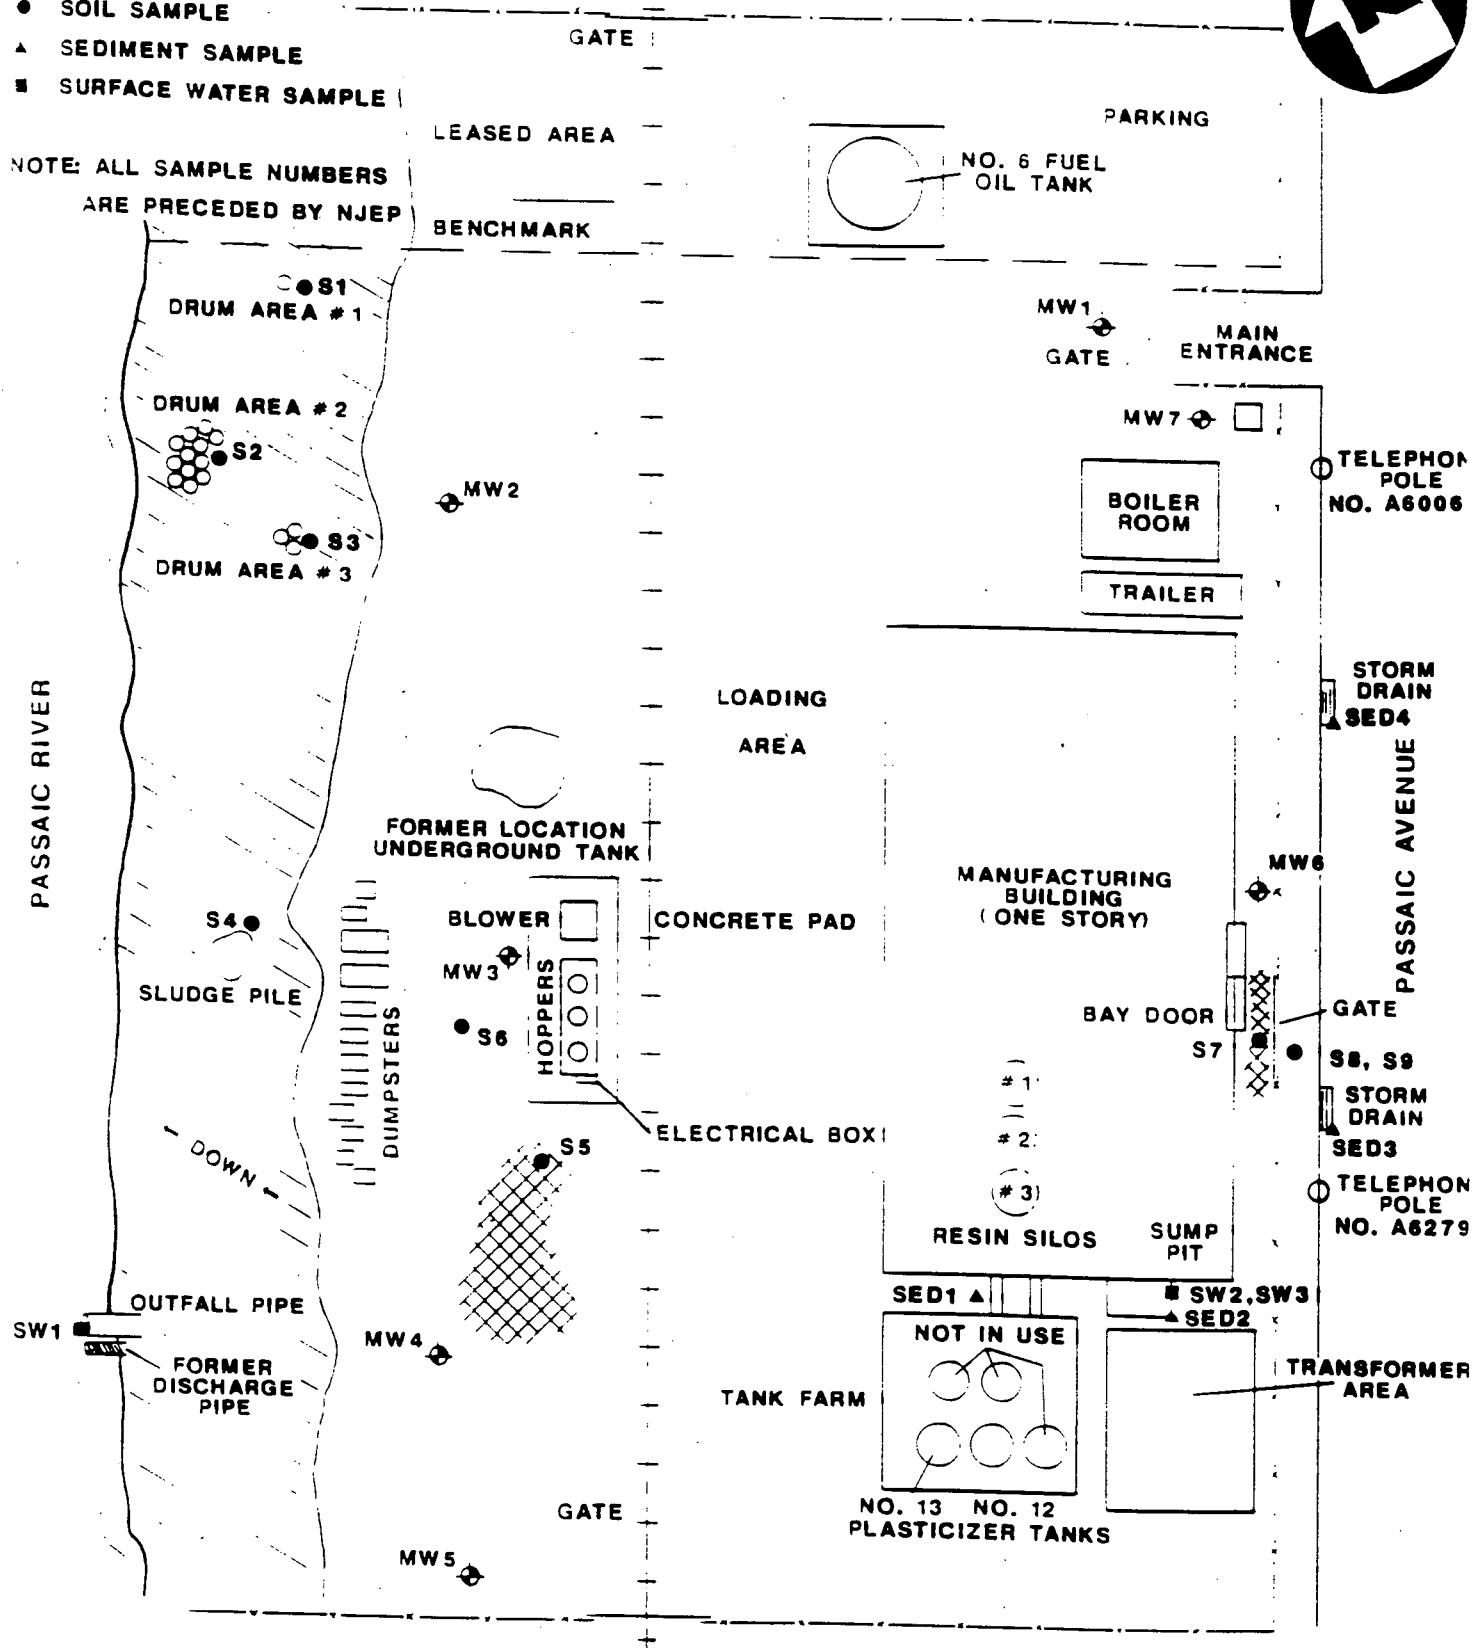 SOIL SAMPLE
SEDIMENT SAMPLE
SURFACE WATER SAMPLE
NOTE: ALL SAMPLE NUMBERS
ARE PRECEDED BY NJEP
GATE
LEASED AREA
BENCHMARK
PARKING
NO. 6 FUEL
OIL TANK
S1
DRUM AREA #1
MW1
GATE
MAIN
ENTRANCE
DRUM AREA #2
S2
MW7
MW2
BOILER
ROOM
POLE
NO. A6006
S3
DRUM AREA #3
TRAILER
PASSAIC RIVER
LOADING
AREA
STORM
DRAIN
SED4
PASSAIC AVENUE
FORMER LOCATION
UNDERGROUND TANK
MW6
MANUFACTURING
BUILDING
(ONE STORY)
S4
SLUDGE PILE
BLOWER
CONCRETE PAD
MW3
HOPPERS
S6
DUMPSTERS
BAY DOOR
GATE
S7
S8, S9
#1
#2
#3
RESIN SILOS
STORM
DRAIN
SED3
ELECTRICAL BOX
DOWN
S5
POLE
NO. A6279
SUMP
PIT
OUTFALL PIPE
SW1
FORMER
DISCHARGE
PIPE
MW4
SED1
SW2,SW3
SED2
NOT IN USE
TANK FARM
TRANSFORMER
AREA
NO. 13 NO. 12
PLASTICIZER TANKS
GATE
MW5